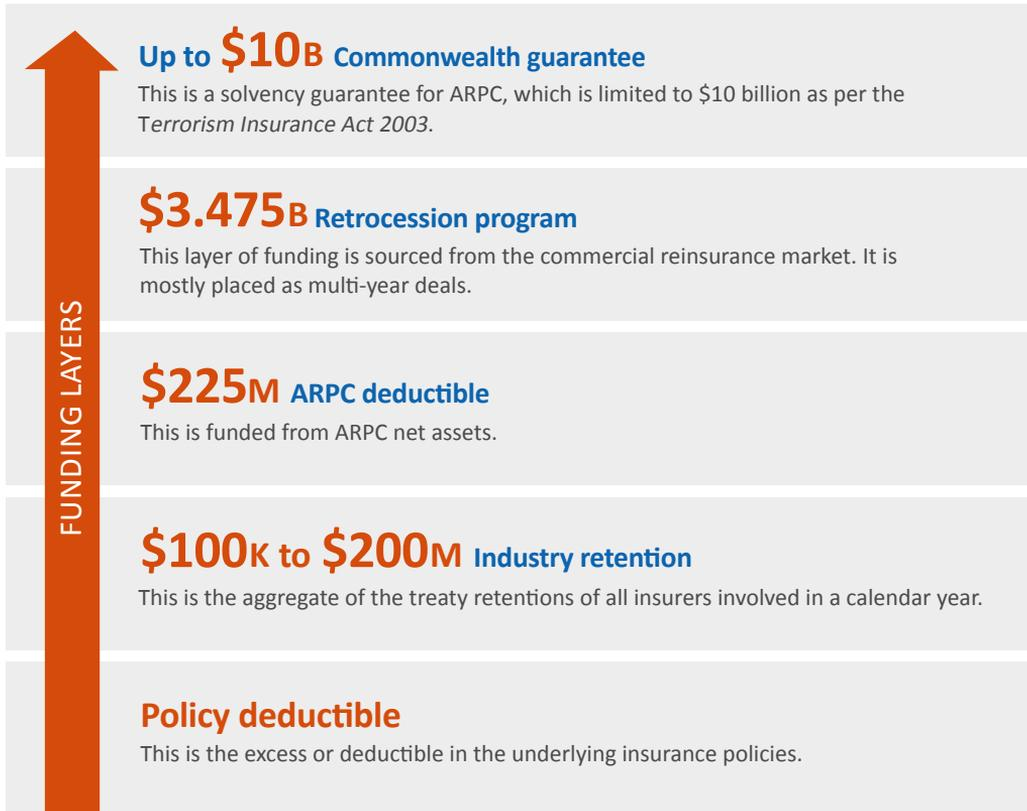 Up to $10B Commonwealth guarantee
This is a solvency guarantee for ARPC, which is limited to $10 billion as per the
Terrorism Insurance Act 2003.
$3.475B Retrocession program
This layer of funding is sourced from the commercial reinsurance market. It is
mostly placed as multi-year deals.
FUNDING LAYERS
$225M ARPC deductible
This is funded from ARPC net assets.
$100K to $200M Industry retention
This is the aggregate of the treaty retentions of all insurers involved in a calendar year.
Policy deductible
This is the excess or deductible in the underlying insurance policies.